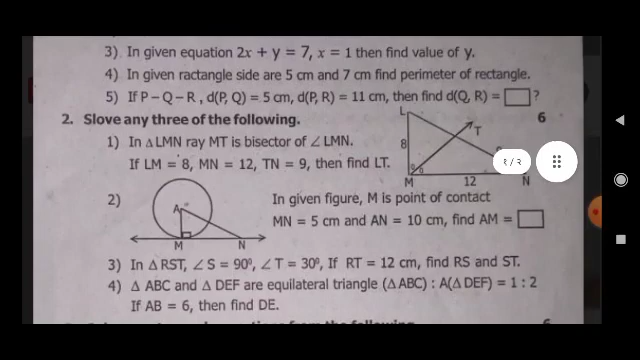 3) In given equation 2x + y = 7, x = 1 then find value of y.
4) In given ractangle side are 5 cm and 7 cm find perimeter of rectangle.
5) If P – Q – R , d(P, Q) = 5 cm, d(P, R) = 11 cm, then find d(Q, R) = □ ?
2. Slove any three of the following. 6
1) In Δ LMN ray MT is bisector of ∠ LMN.
If LM = 8, MN = 12, TN = 9, then find LT.
L
T
8
M 12 N
१/२
2) In given figure, M is point of contact
MN = 5 cm and AN = 10 cm, find AM = □
A
M N
3) In Δ RST, ∠ S = 90⁰, ∠ T = 30⁰, If RT = 12 cm, find RS and ST.
4) Δ ABC and Δ DEF are equilateral triangle (Δ ABC) : A(Δ DEF) = 1 : 2
If AB = 6, then find DE.